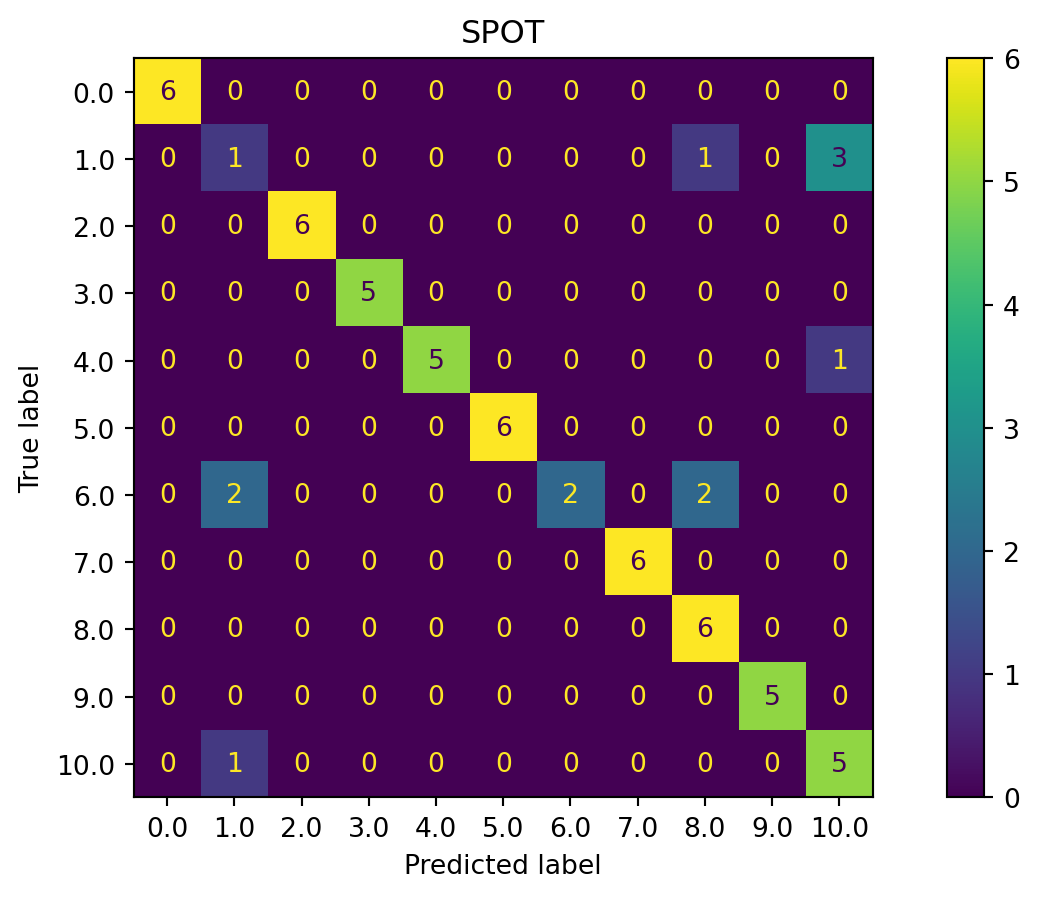 SPOT
0.0 6 0 0 0 0 0 0 0 0 0 0
1.0 0 1 0 0 0 0 0 0 1 0 3
2.0 0 0 6 0 0 0 0 0 0 0 0
3.0 0 0 0 5 0 0 0 0 0 0 0
4.0 0 0 0 0 5 0 0 0 0 0 1
5.0 0 0 0 0 0 6 0 0 0 0 0
6.0 0 2 0 0 0 0 2 0 2 0 0
7.0 0 0 0 0 0 0 0 6 0 0 0
8.0 0 0 0 0 0 0 0 0 6 0 0
9.0 0 0 0 0 0 0 0 0 0 5 0
10.0 0 1 0 0 0 0 0 0 0 0 5
0.0 1.0 2.0 3.0 4.0 5.0 6.0 7.0 8.0 9.0 10.0
Predicted label
True label
6
5
4
3
2
1
0